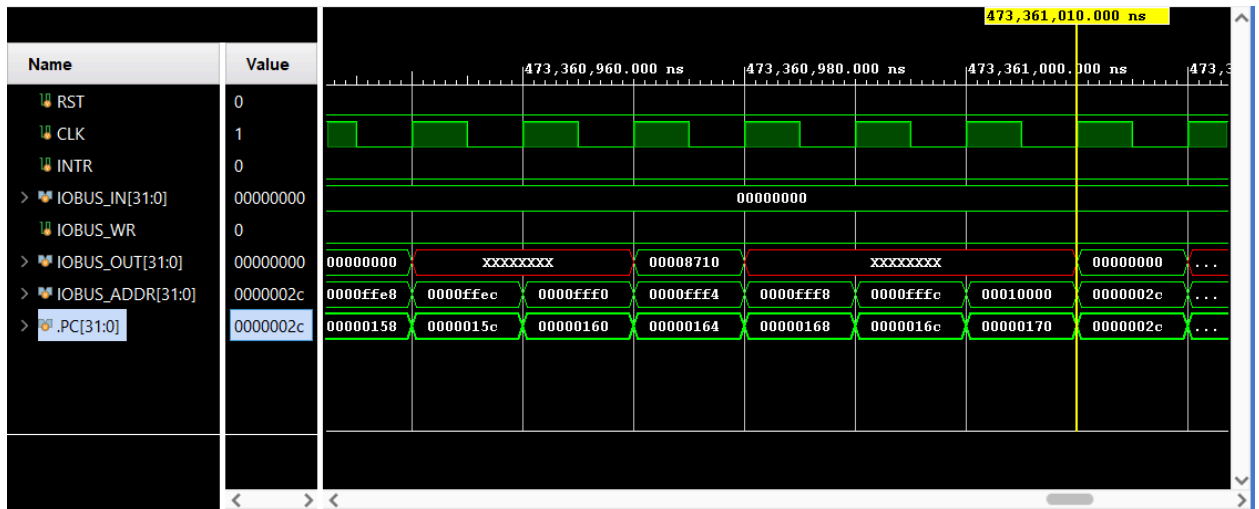 473,361,010.000 ns
Name Value
473,360,960.000 ns 473,360,980.000 ns 473,361,000.000 ns 473,3
RST 0
CLK 1
INTR 0
> IOBUS_IN[31:0] 00000000 00000000
IOBUS_WR 0
> IOBUS_OUT[31:0] 00000000 00000000 XXXXXXXX 00008710 XXXXXXXX 00000000 ...
> IOBUS_ADDR[31:0] 0000002c 0000ffe8 0000ffec 0000fff0 0000fff4 0000fff8 0000fffc 00010000 0000002c ...
> .PC[31:0] 0000002c 00000158 0000015c 00000160 00000164 00000168 0000016c 00000170 0000002c ...